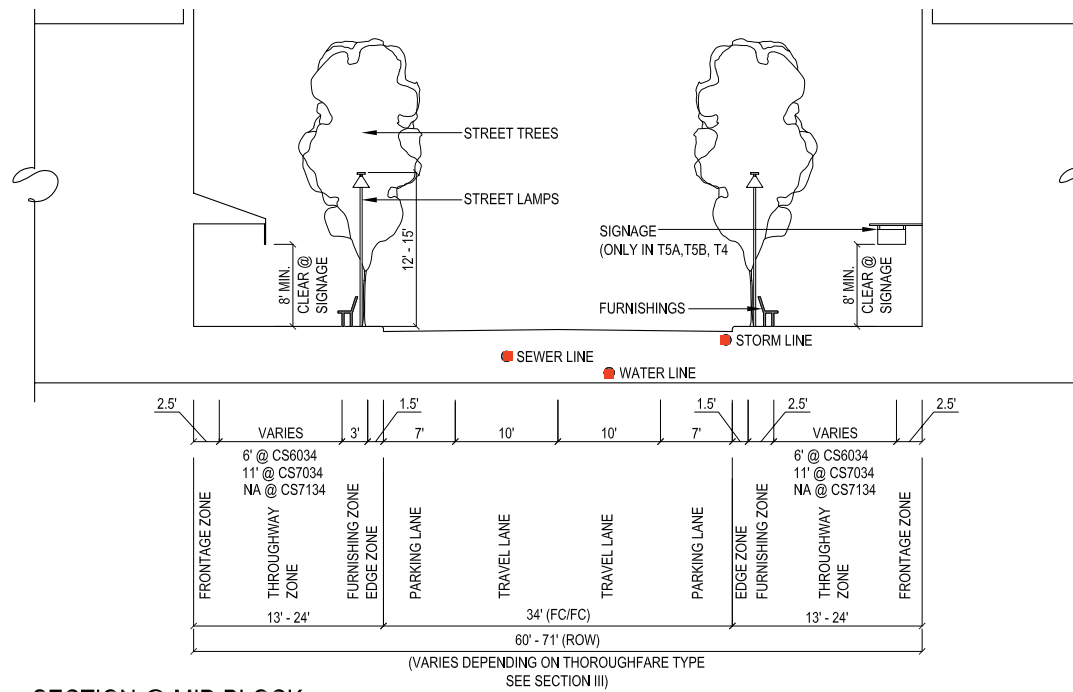 STREET TREES
STREET LAMPS
12' - 15'
SIGNAGE
(ONLY IN T5A,T5B, T4
8' MIN.
CLEAR @
SIGNAGE
8' MIN.
CLEAR @
SIGNAGE
FURNISHINGS
STORM LINE
SEWER LINE
WATER LINE
2.5'
1.5'
1.5'
2.5'
2.5'
VARIES
3'
7'
10'
10'
7'
VARIES
6' @ CS6034
11' @ CS7034
NA @ CS7134
6' @ CS6034
11' @ CS7034
NA @ CS7134
FRONTAGE ZONE
THROUGHWAY
ZONE
FURNISHING ZONE
EDGE ZONE
PARKING LANE
TRAVEL LANE
TRAVEL LANE
PARKING LANE
EDGE ZONE
FURNISHING ZONE
THROUGHWAY
ZONE
FRONTAGE ZONE
13' - 24'
34' (FC/FC)
13' - 24'
60' - 71' (ROW)
(VARIES DEPENDING ON THOROUGHFARE TYPE
SEE SECTION III)
SECTION @ MID BLOCK